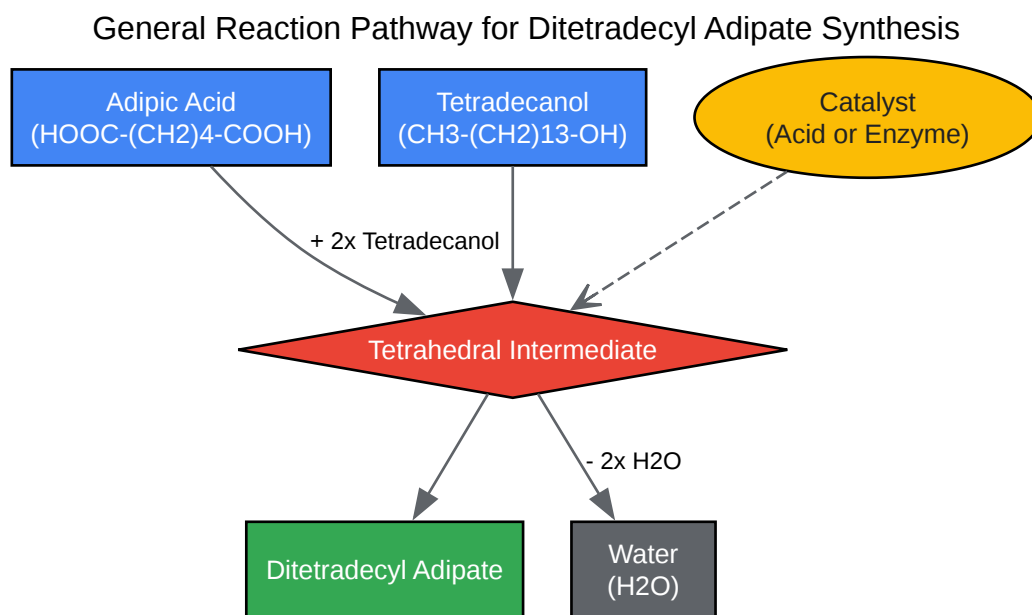 General Reaction Pathway for Ditetradecyl Adipate Synthesis
Adipic Acid
(HOOC-(CH2)4-COOH)
Tetradecanol
(CH3-(CH2)13-OH)
Catalyst
(Acid or Enzyme)
+ 2x Tetradecanol
Tetrahedral Intermediate
- 2x H2O
Ditetradecyl Adipate
Water
(H2O)